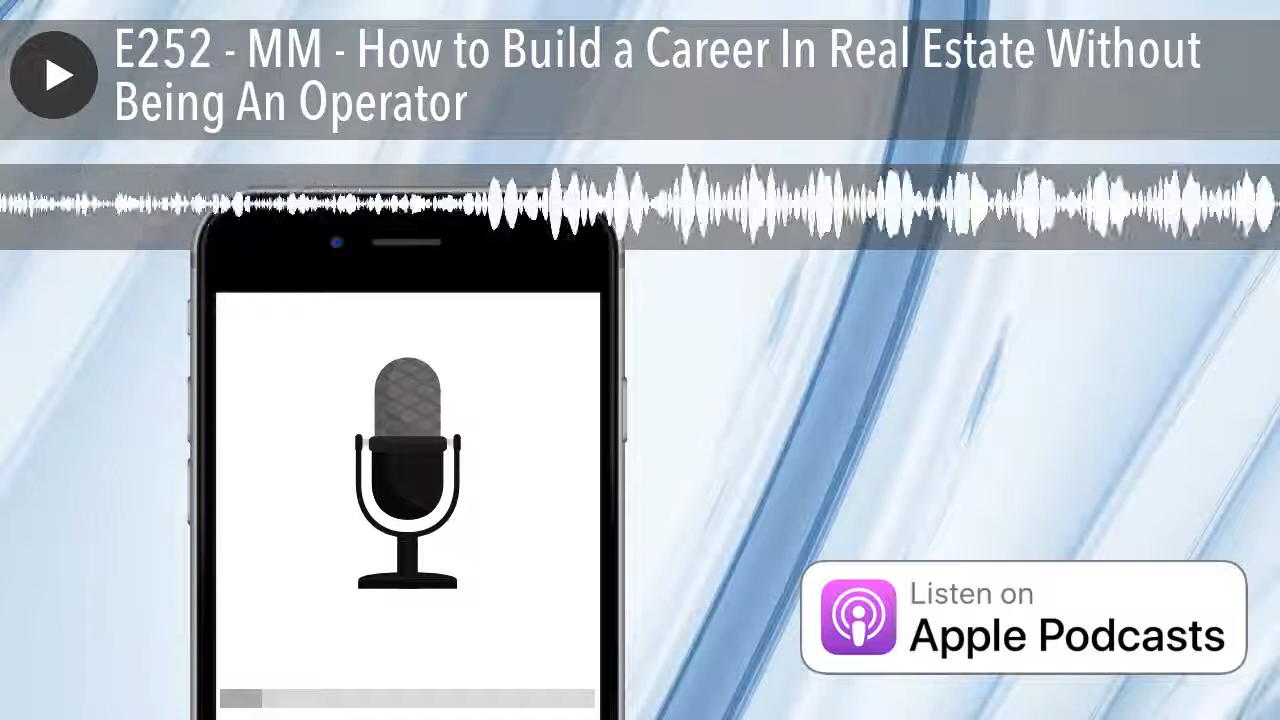 E252 - MM - How to Build a Career In Real Estate Without
Being An Operator
Listen on
Apple Podcasts